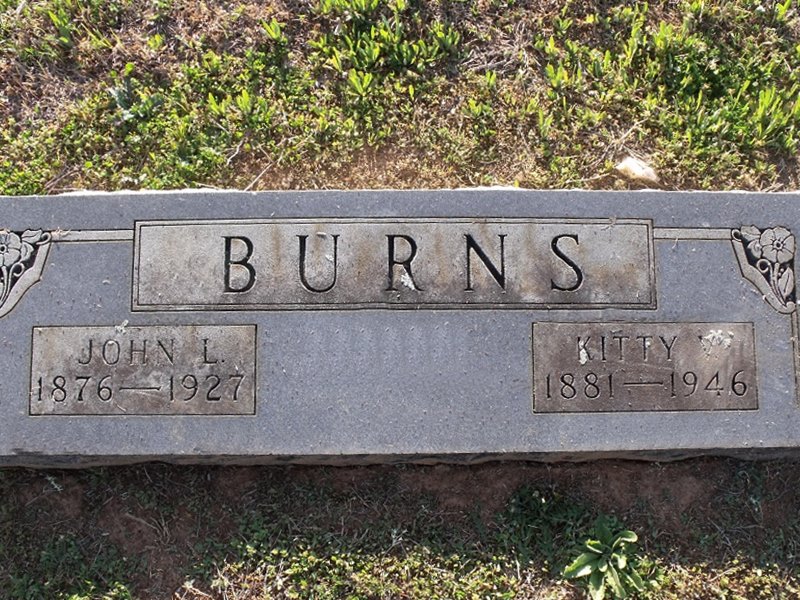 BURNS
JOHN L.
1876—1927
KITTY
1881—1946